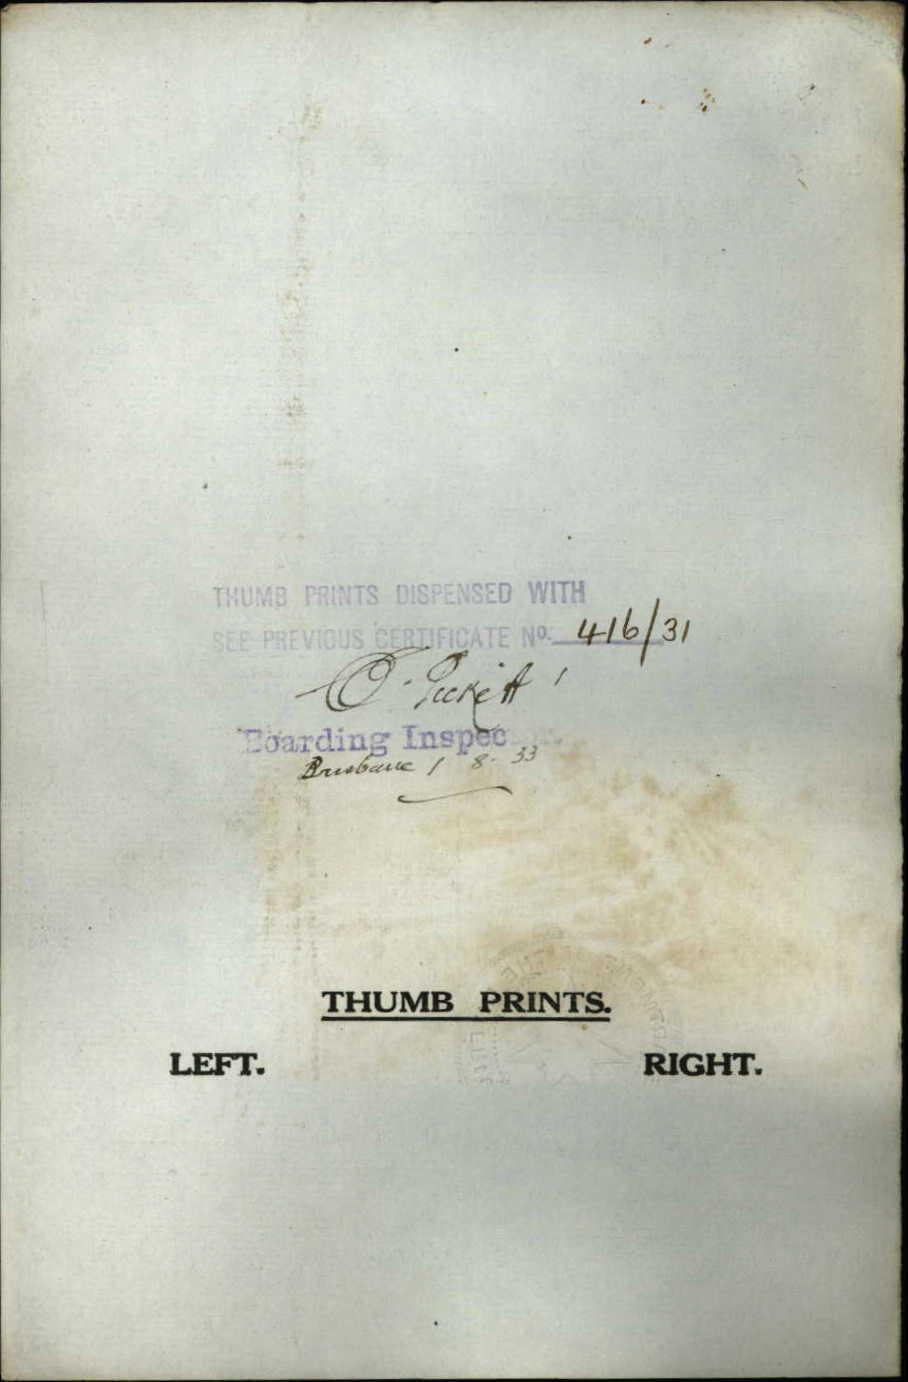 THUMB PRINTS DISPENSED WITH
SEE PREVIOUS CERTIFICATE No. 416/31
Boarding Inspec
Brisbane 1 8. 33
THUMB PRINTS.
LEFT. RIGHT.